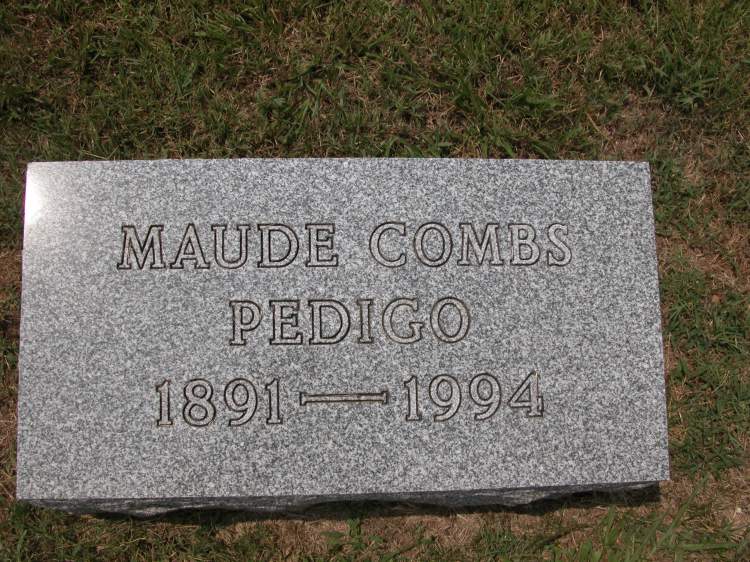 MAUDE COMBS
PEDIGO
1891 — 1994